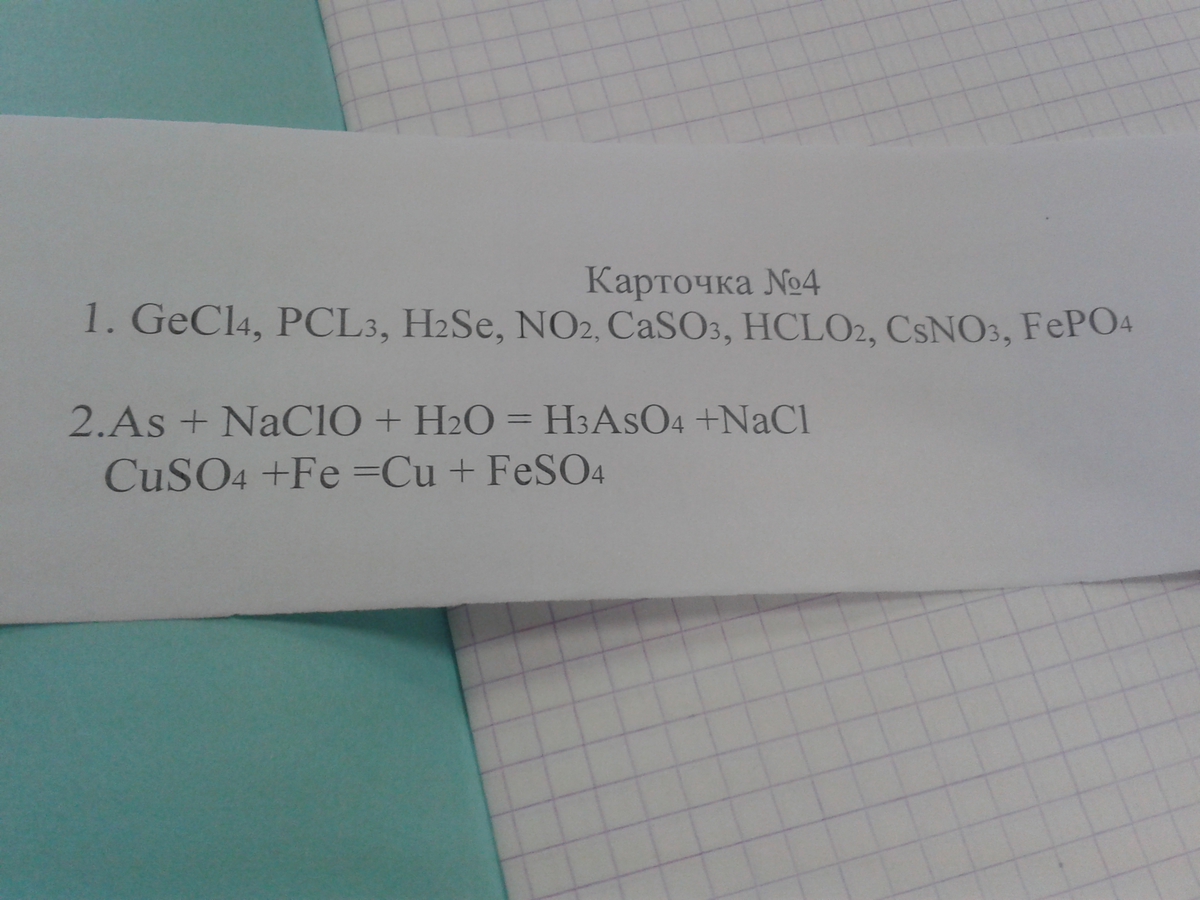 Карточка №4
1. GeCl4, PCL3, H2Se, NO2, CaSO3, HCLO2, CsNO3, FePO4
2.As + NaClO + H2O = H3AsO4 +NaCl
CuSO4 +Fe =Cu + FeSO4